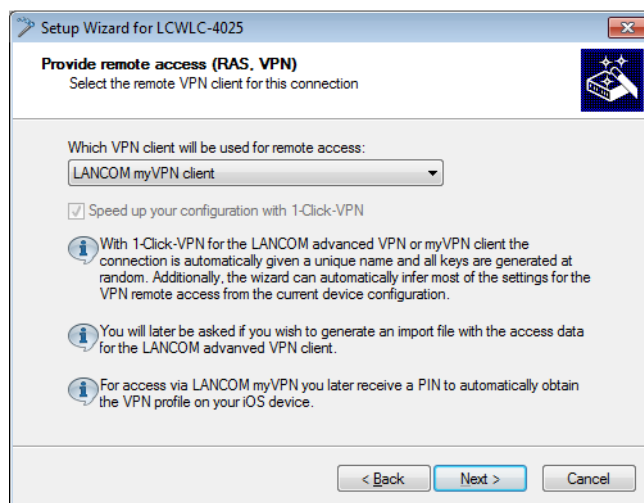 Setup Wizard for LCWLC-4025
Provide remote access (RAS, VPN)
Select the remote VPN client for this connection
Which VPN client will be used for remote access:
LANCOM myVPN client
Speed up your configuration with 1-Click-VPN
With 1-Click-VPN for the LANCOM advanced VPN or myVPN client the
connection is automatically given a unique name and all keys are generated at
random. Additionally, the wizard can automatically infer most of the settings for the
VPN remote access from the current device configuration.
You will later be asked if you wish to generate an import file with the access data
for the LANCOM advanved VPN client.
For access via LANCOM myVPN you later receive a PIN to automatically obtain
the VPN profile on your iOS device.
< Back
Next >
Cancel